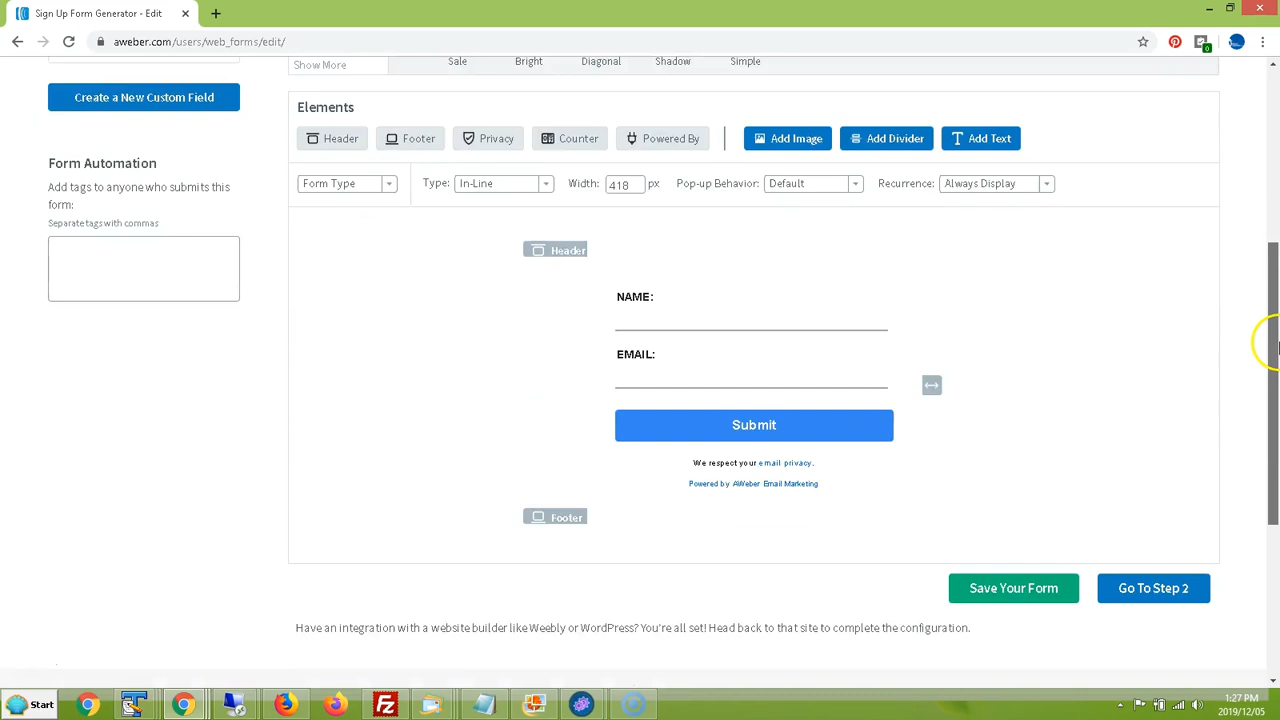 Sign Up Form Generator - Edit
aweber.com/users/web_forms/edit/
0
Show More
Sale
Bright
Diagonal
Shadow
Simple
Create a New Custom Field
Form Automation
Add tags to anyone who submits this
form:
Separate tags with commas
Elements
Header
Footer
Privacy
Counter
Powered By
Add Image
Add Divider
Add Text
Form Type
Type: In-Line
Width: 418 px
Pop-up Behavior: Default
Recurrence: Always Display
Header
NAME:
EMAIL:
Submit
We respect your email privacy.
Powered by AWeber Email Marketing
Footer
Save Your Form
Go To Step 2
Have an integration with a website builder like Weebly or WordPress? You're all set! Head back to that site to complete the configuration.
Start
1:27 PM
2019/12/05